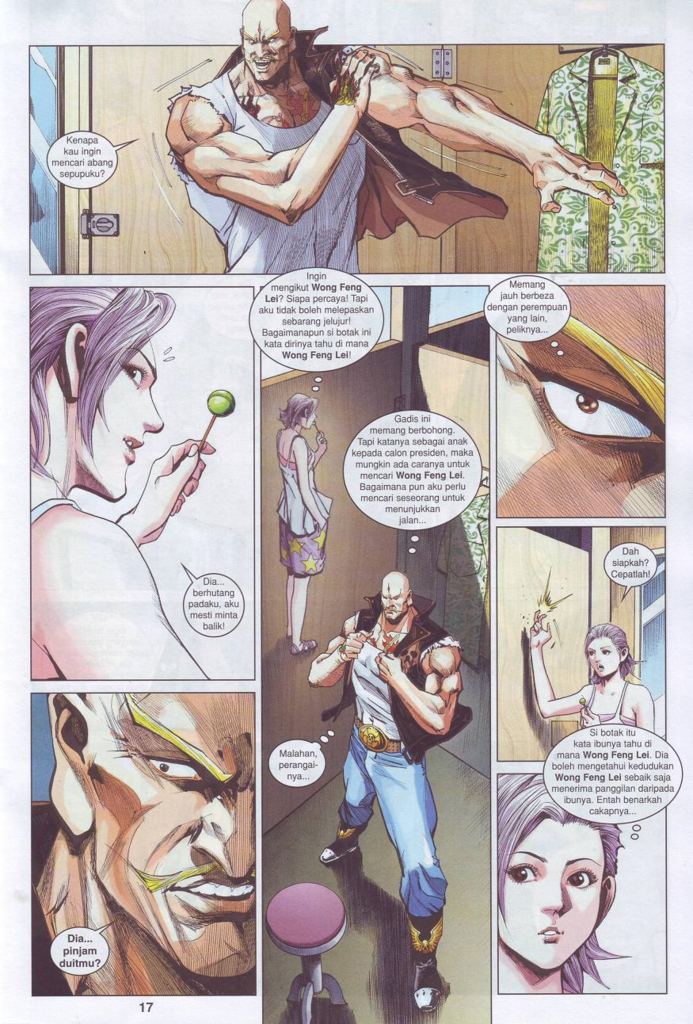 Kenapa
kau ingin
mencari abang
sepupuku?
Dia...
berhutang
padaku, aku
mesti minta
balik!
Dia...
pinjam
duitmu?
Ingin
mengikut Wong Feng
Lei? Siapa percaya! Tapi
aku tidak boleh melepaskan
sebarang jelujur!
Bagaimanapun si botak ini
kata dirinya tahu di mana
Wong Feng Lei!
Gadis ini
memang berbohong.
Tapi katanya sebagai anak
kepada calon presiden, maka
mungkin ada caranya untuk
mencari Wong Feng Lei.
Bagaimana pun aku perlu
mencari seseorang untuk
menunjukkan
jalan...
Malahan,
perangai-
nya...
Memang
jauh berbeza
dengan perempuan
yang lain,
peliknya...
Dah
siapkah?
Cepatlah!
Si botak itu
kata ibunya tahu di
mana Wong Feng Lei. Dia
boleh mengetahui kedudukan
Wong Feng Lei sebaik saja
menerima panggilan daripada
ibunya. Entah benarkah
cakapnya...
17